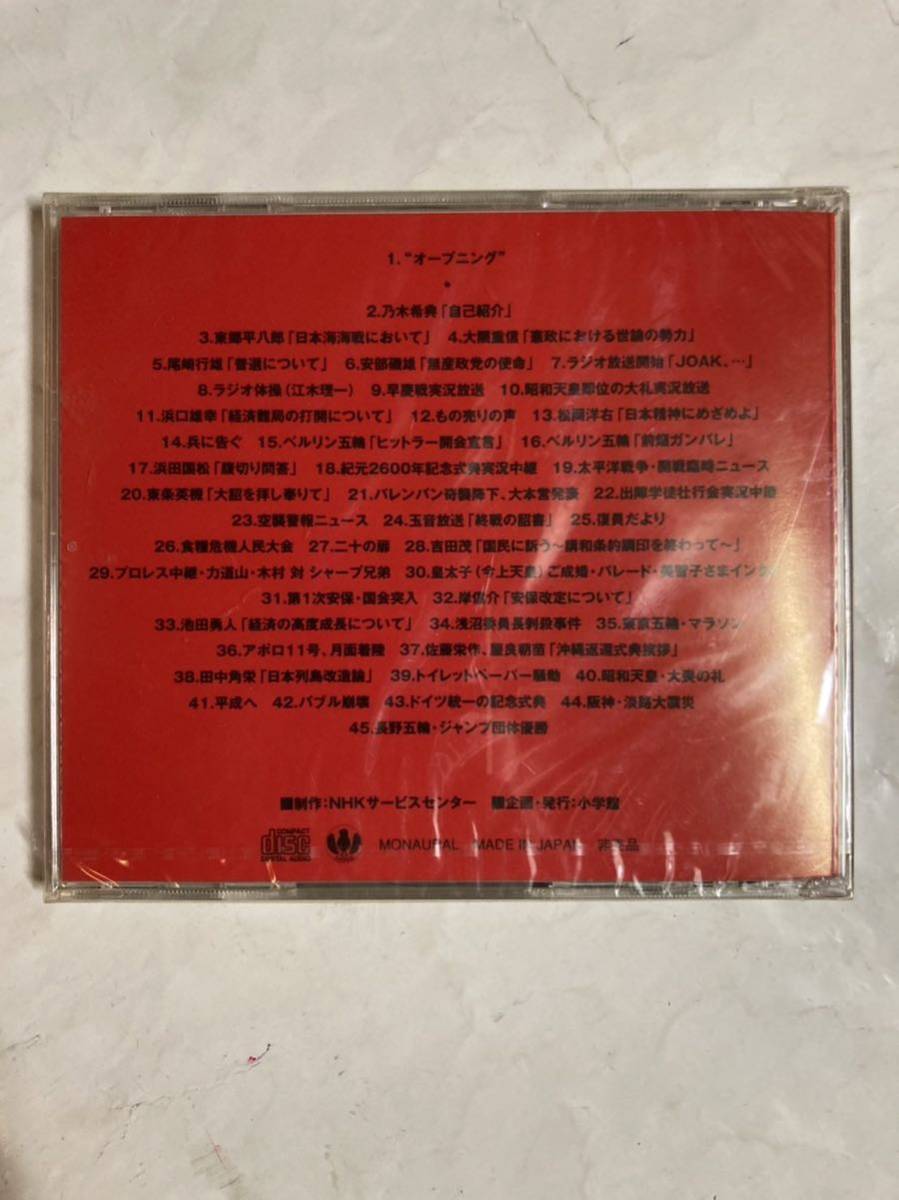 1.“オープニング”
2.乃木希典「自己紹介」
3.東郷平八郎「日本海海戦において」 4.大隈重信「憲政における世論の勢力」
5.尾崎行雄「普選について」 6.安部磯雄「無産政党の使命」 7.ラジオ放送開始「JOAK、…」
8.ラジオ体操(江木理一) 9.早慶戦実況放送 10.昭和天皇即位の大礼実況放送
11.浜口雄幸「経済難局の打開について」 12.もの売りの声 13.松岡洋右「日本精神にめざめよ」
14.兵に告ぐ 15.ベルリン五輪「ヒットラー開会宣言」 16.ベルリン五輪「前畑ガンバレ」
17.浜田国松「腹切り問答」 18.紀元2600年記念式典実況中継 19.太平洋戦争・開戦臨時ニュース
20.東条英機「大詔を拝し奉りて」 21.パレンバン奇襲降下、大本営発表 22.出陣学徒壮行会実況中継
23.空襲警報ニュース 24.玉音放送「終戦の詔書」 25.復員だより
26.食糧危機人民大会 27.二十の扉 28.吉田茂「国民に訴う〜講和条約調印を終わって〜」
29.プロレス中継・力道山・木村 対 シャープ兄弟 30.皇太子(今上天皇)ご成婚・パレード・美智子さまイン
31.第1次安保・国会突入 32.岸信介「安保改定について」
33.池田勇人「経済の高度成長について」 34.浅沼委員長刺殺事件 35.東京五輪・マラソン
36.アポロ11号、月面着陸 37.佐藤栄作、屋良朝苗「沖縄返還式典挨拶」
38.田中角栄「日本列島改造論」 39.トイレットペーパー騒動 40.昭和天皇・大喪の礼
41.平成へ 42.バブル崩壊 43.ドイツ統一の記念式典 44.阪神・淡路大震災
45.長野五輪・ジャンプ団体優勝
■制作:NHKサービスセンター ■企画・発行:小学館
COMPACT disc DIGITAL AUDIO MONAURAL MADE IN JAPAN 非売品